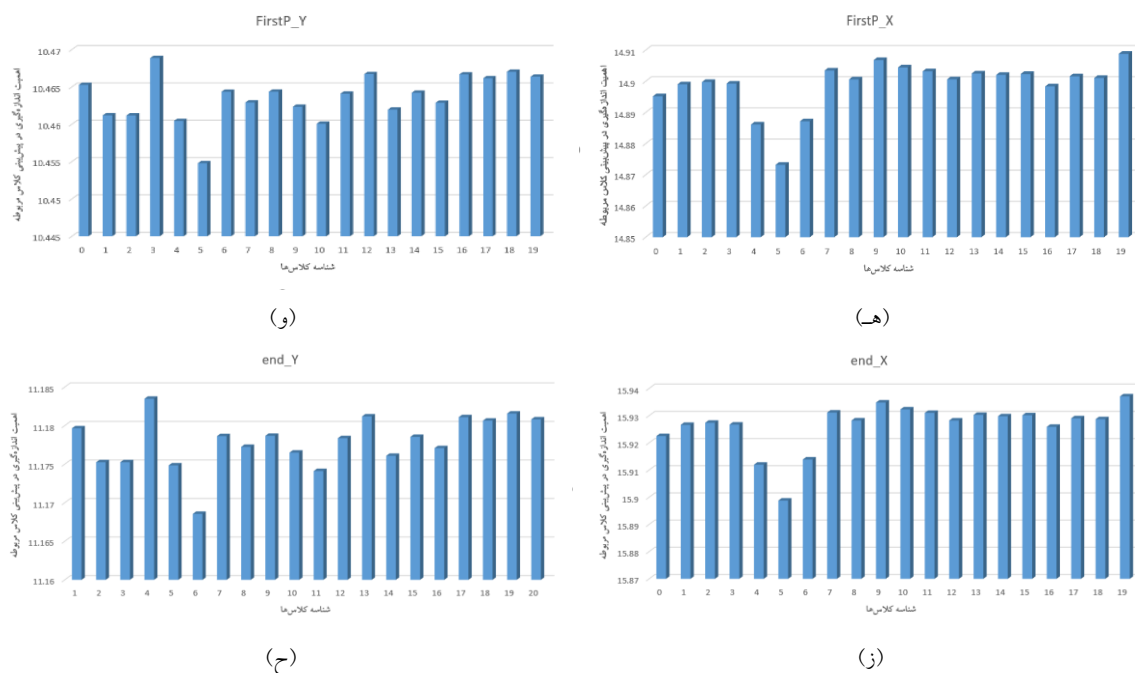 FirstP_Y
اهمیت اندازه‌گیری در پیش‌بینی کلاس مربوطه
10.47
10.465
10.46
10.455
10.45
10.445
0 1 2 3 4 5 6 7 8 9 10 11 12 13 14 15 16 17 18 19
شناسه کلاس‌ها
(و)
FirstP_X
اهمیت اندازه‌گیری در پیش‌بینی کلاس مربوطه
14.91
14.9
14.89
14.88
14.87
14.86
14.85
0 1 2 3 4 5 6 7 8 9 10 11 12 13 14 15 16 17 18 19
شناسه کلاس‌ها
(هـ)
end_Y
اهمیت اندازه‌گیری در پیش‌بینی کلاس مربوطه
11.185
11.18
11.175
11.17
11.165
11.16
1 2 3 4 5 6 7 8 9 10 11 12 13 14 15 16 17 18 19 20
شناسه کلاس‌ها
(ح)
end_X
اهمیت اندازه‌گیری در پیش‌بینی کلاس مربوطه
15.94
15.93
15.92
15.91
15.9
15.89
15.88
15.87
0 1 2 3 4 5 6 7 8 9 10 11 12 13 14 15 16 17 18 19
شناسه کلاس‌ها
(ز)